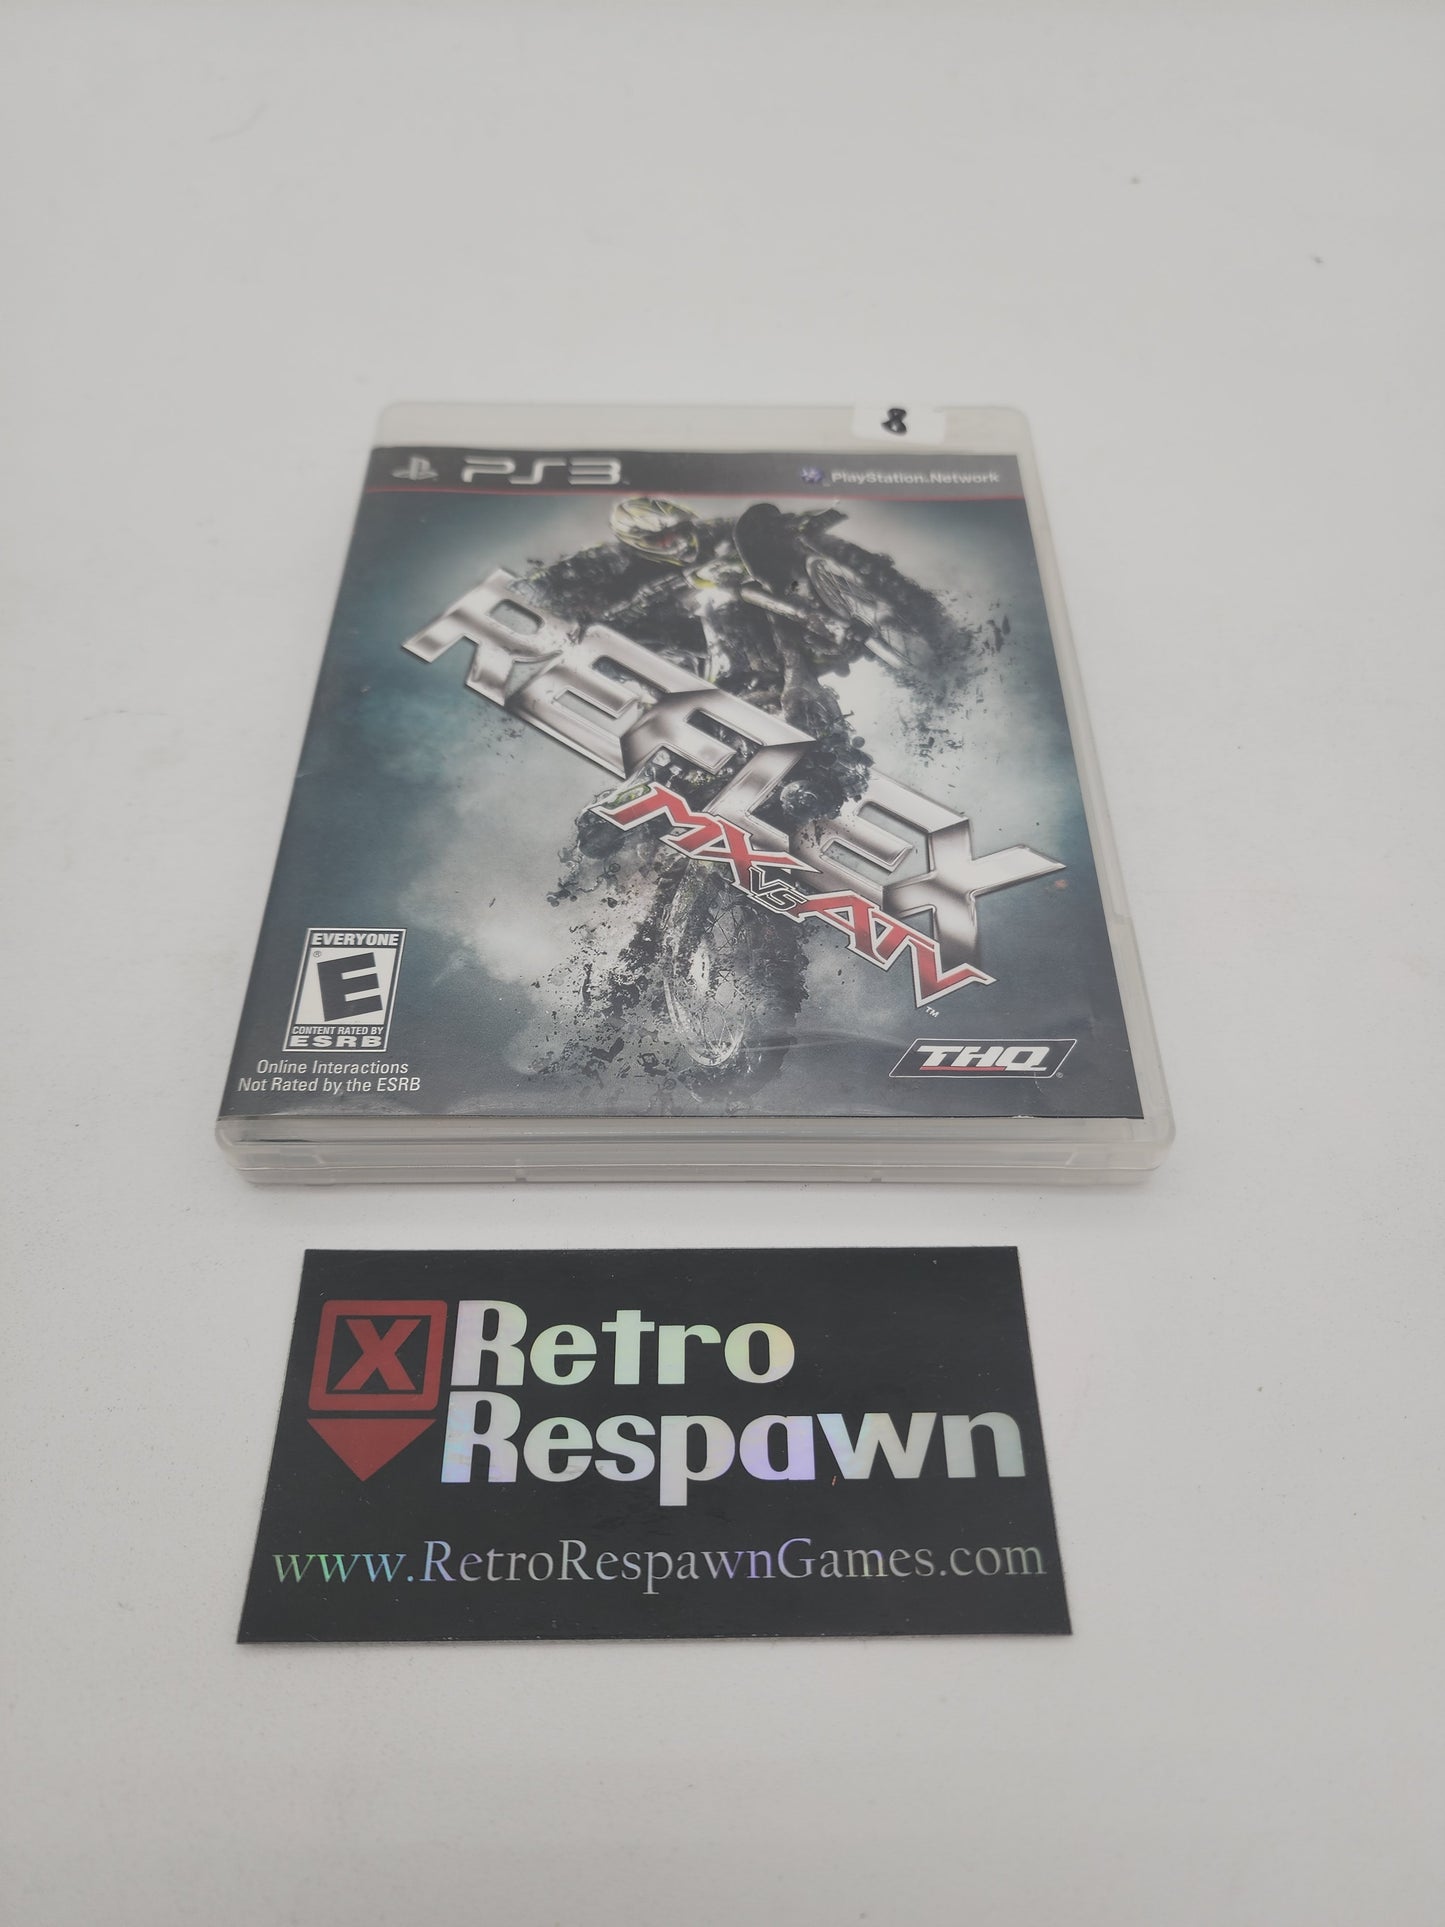 8
PS3
PlayStation Network
REFLEX
MX VS ATV
TM
EVERYONE
E
CONTENT RATED BY
ESRB
Online Interactions
Not Rated by the ESRB
THQ
X
Retro
Respawn
www.RetroRespawnGames.com